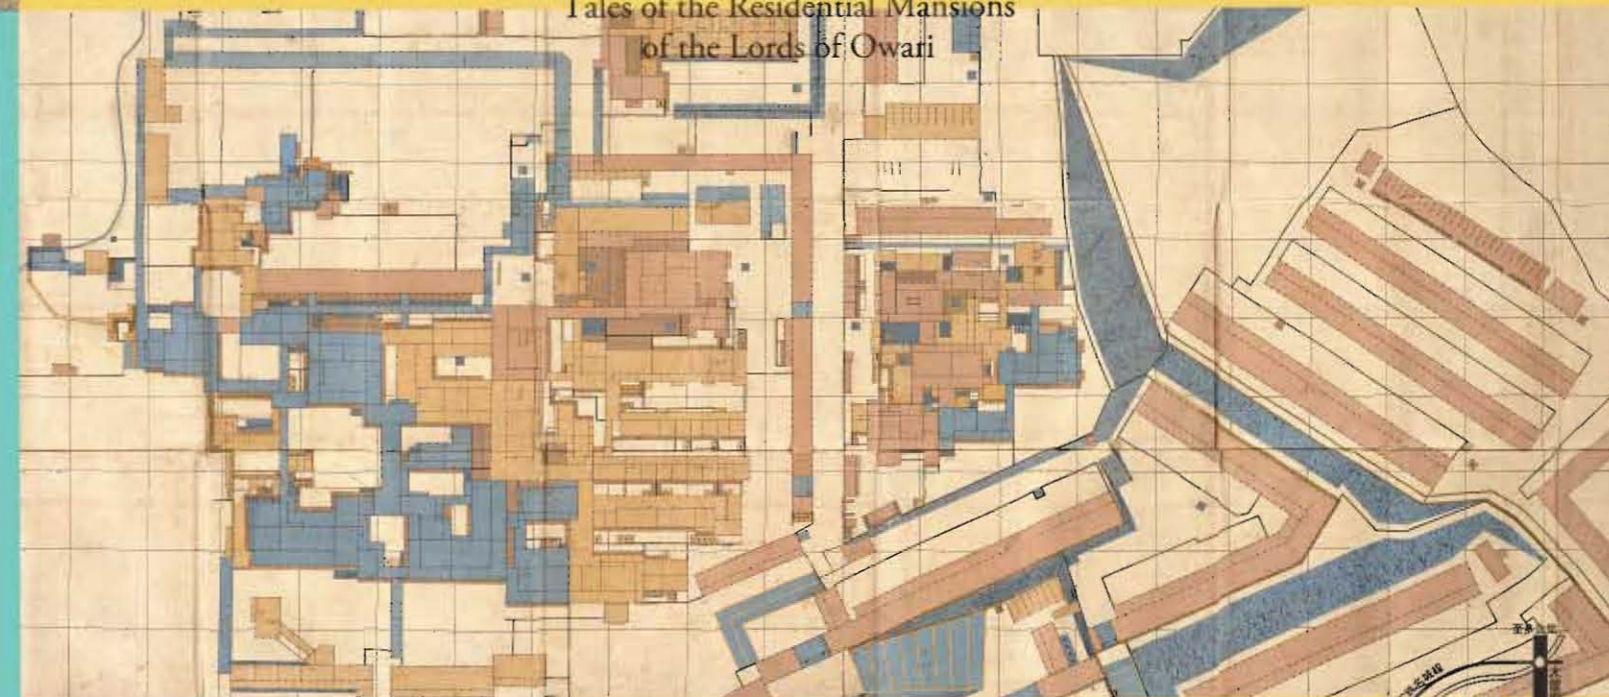 Tales of the Residential Mansions
of the Lords of Owari